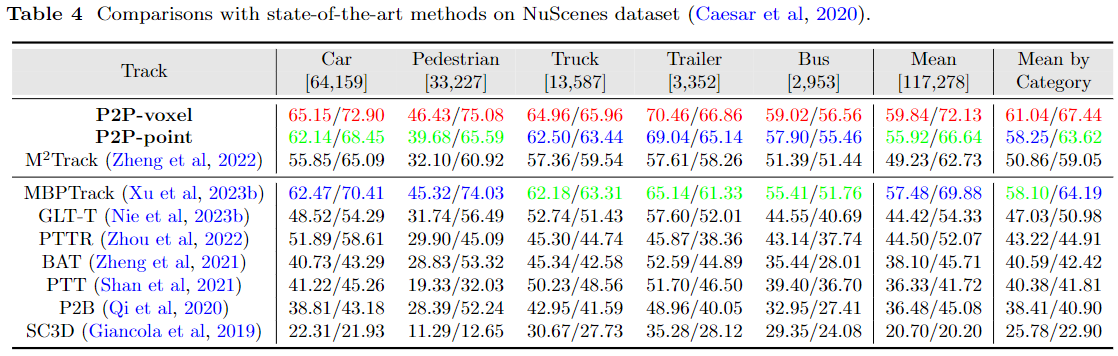 Table 4 Comparisons with state-of-the-art methods on NuScenes dataset (Caesar et al, 2020).
Track Car Pedestrian Truck Trailer Bus Mean Mean by
[64,159] [33,227] [13,587] [3,352] [2,953] [117,278] Category
P2P-voxel 65.15/72.90 46.43/75.08 64.96/65.96 70.46/66.86 59.02/56.56 59.84/72.13 61.04/67.44
P2P-point 62.14/68.45 39.68/65.59 62.50/63.44 69.04/65.14 57.90/55.46 55.92/66.64 58.25/63.62
M²Track (Zheng et al, 2022) 55.85/65.09 32.10/60.92 57.36/59.54 57.61/58.26 51.39/51.44 49.23/62.73 50.86/59.05
MBPTrack (Xu et al, 2023b) 62.47/70.41 45.32/74.03 62.18/63.31 65.14/61.33 55.41/51.76 57.48/69.88 58.10/64.19
GLT-T (Nie et al, 2023b) 48.52/54.29 31.74/56.49 52.74/51.43 57.60/52.01 44.55/40.69 44.42/54.33 47.03/50.98
PTTR (Zhou et al, 2022) 51.89/58.61 29.90/45.09 45.30/44.74 45.87/38.36 43.14/37.74 44.50/52.07 43.22/44.91
BAT (Zheng et al, 2021) 40.73/43.29 28.83/53.32 45.34/42.58 52.59/44.89 35.44/28.01 38.10/45.71 40.59/42.42
PTT (Shan et al, 2021) 41.22/45.26 19.33/32.03 50.23/48.56 51.70/46.50 39.40/36.70 36.33/41.72 40.38/41.81
P2B (Qi et al, 2020) 38.81/43.18 28.39/52.24 42.95/41.59 48.96/40.05 32.95/27.41 36.48/45.08 38.41/40.90
SC3D (Giancola et al, 2019) 22.31/21.93 11.29/12.65 30.67/27.73 35.28/28.12 29.35/24.08 20.70/20.20 25.78/22.90